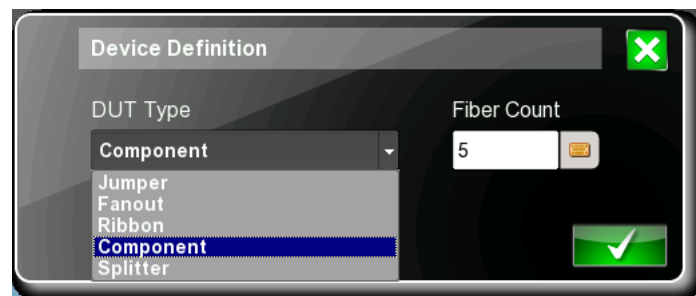 Device Definition
DUT Type
Fiber Count
Component
5
Jumper
Fanout
Ribbon
Component
Splitter